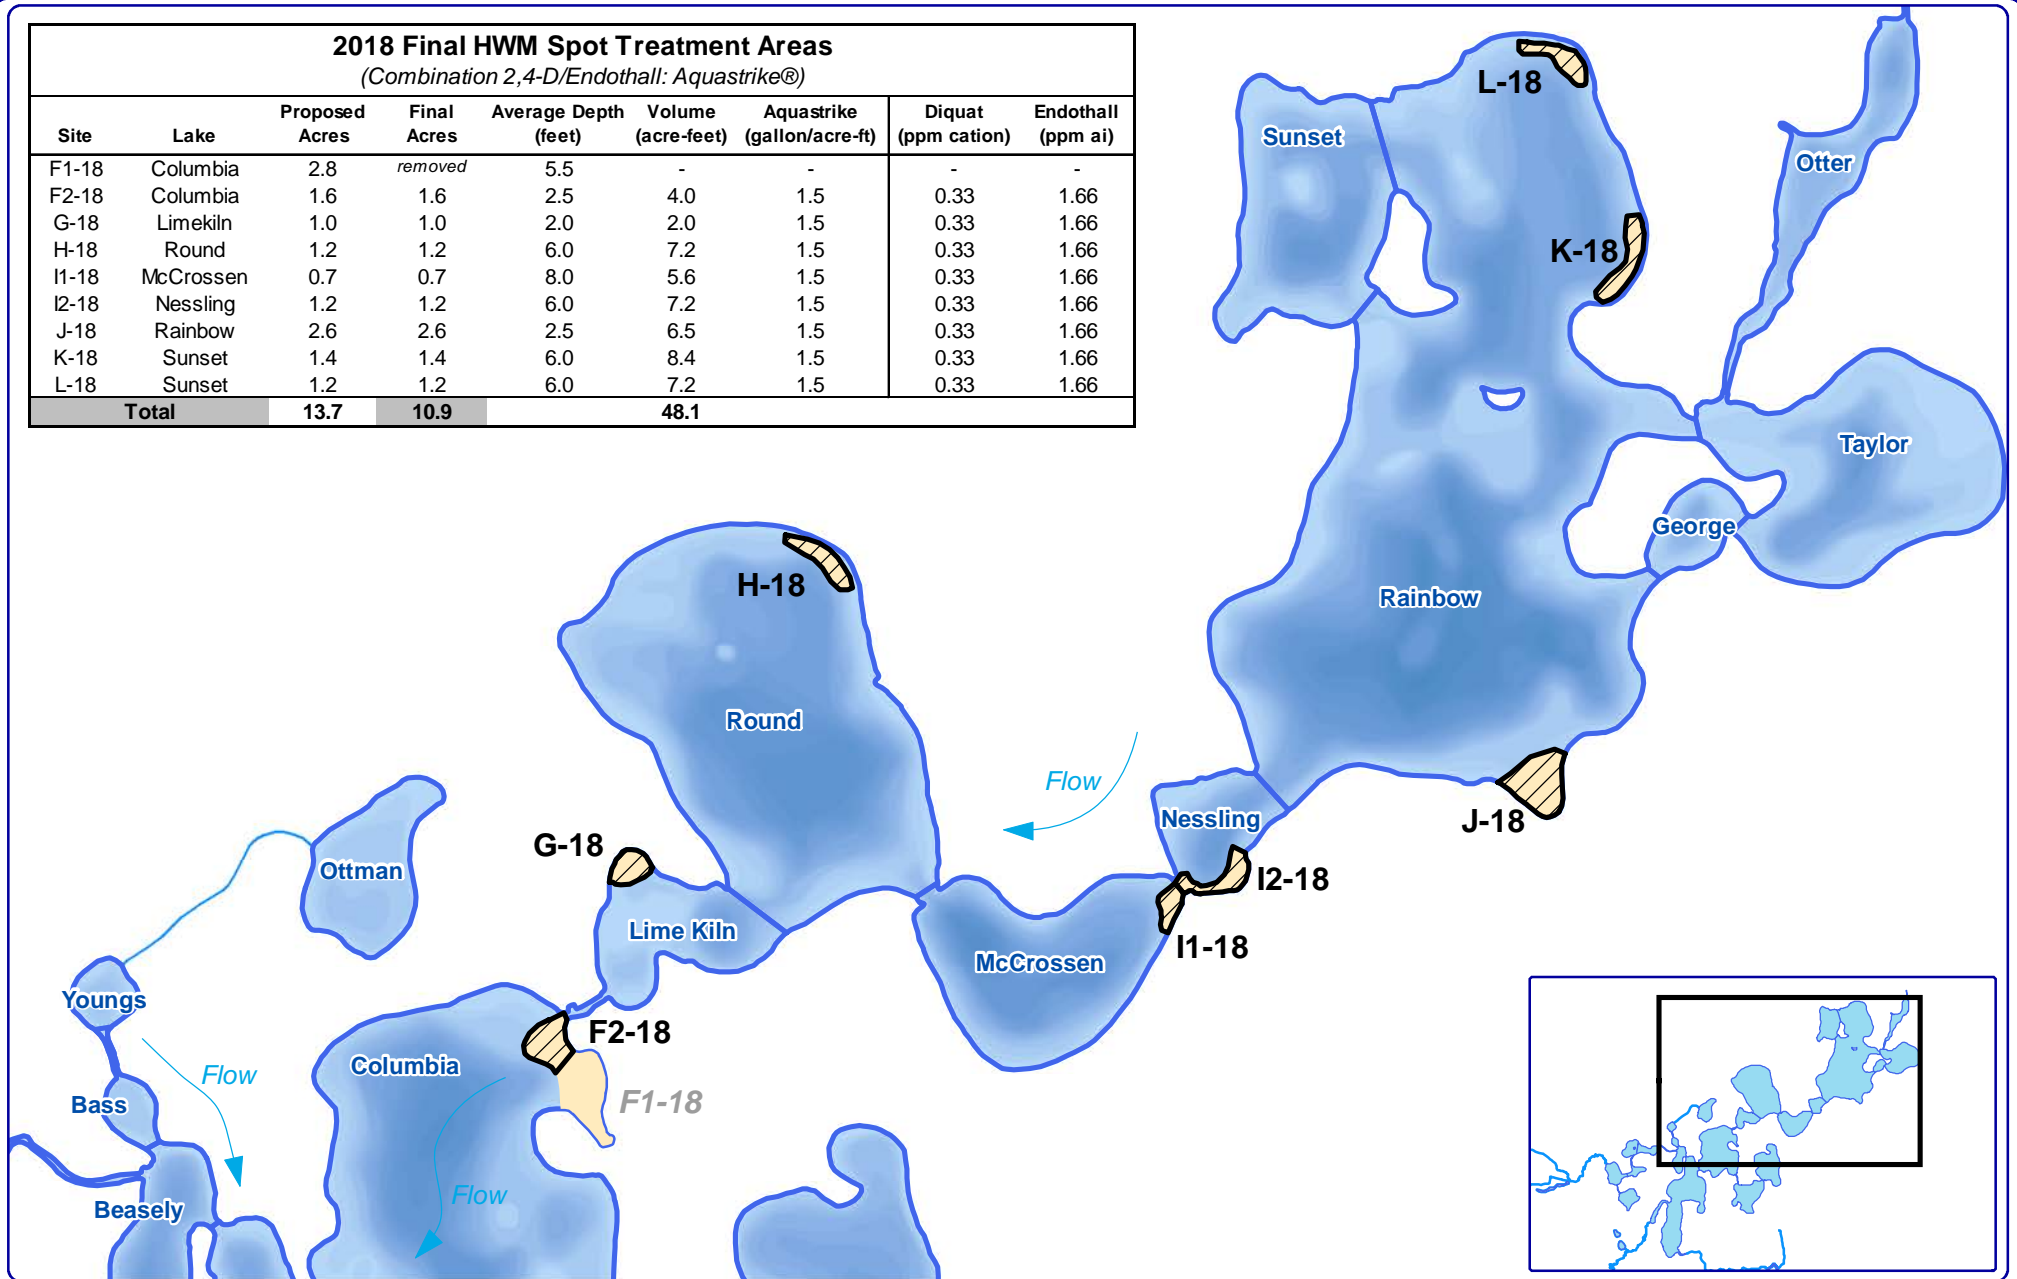 2018 Final HWM Spot Treatment Areas
(Combination 2,4-D/Endothall: Aquastrike®)
Site Lake Proposed Acres Final Acres Average Depth (feet) Volume (acre-feet) Aquastrike (gallon/acre-ft) Diquat (ppm cation) Endothall (ppm ai)
F1-18 Columbia 2.8 removed 5.5 - - - -
F2-18 Columbia 1.6 1.6 2.5 4.0 1.5 0.33 1.66
G-18 Limekiln 1.0 1.0 2.0 2.0 1.5 0.33 1.66
H-18 Round 1.2 1.2 6.0 7.2 1.5 0.33 1.66
I1-18 McCrossen 0.7 0.7 8.0 5.6 1.5 0.33 1.66
I2-18 Nessling 1.2 1.2 6.0 7.2 1.5 0.33 1.66
J-18 Rainbow 2.6 2.6 2.5 6.5 1.5 0.33 1.66
K-18 Sunset 1.4 1.4 6.0 8.4 1.5 0.33 1.66
L-18 Sunset 1.2 1.2 6.0 7.2 1.5 0.33 1.66
Total 13.7 10.9 48.1
L-18
Sunset
Otter
K-18
Taylor
George
H-18
Rainbow
Round
Flow
Nessling
J-18
G-18
Ottman
I2-18
Lime Kiln
I1-18
McCrossen
Youngs
F2-18
Columbia
Flow
Bass
F1-18
Flow
Beasely